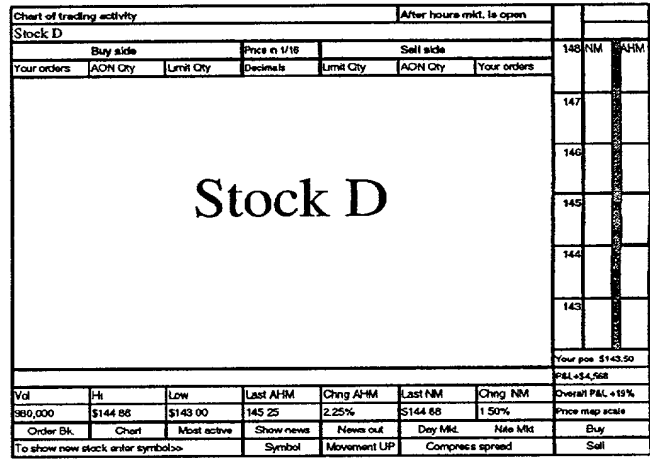 Chart of trading activity After hours mkt. is open
Stock D
Buy side Price in 1/16 Sell side 148 NM AHM
Your orders AON Qty Limit Qty Decimals Limit Qty AON Qty Your orders
147
146
Stock D
145
144
143
Your pos $143.50
P&L+$4,568
Vol Hi Low Last AHM Chng AHM Last NM Chng NM Overall P&L +19%
980,000 $144 88 $143 00 145 25 2.25% $144 88 1 50% Price map scale
Order Bk. Chart Most active Show news News out Day Mkt. Nite Mkt Buy
To show new stock enter symbol>> Symbol Movement UP Compress spread Sell